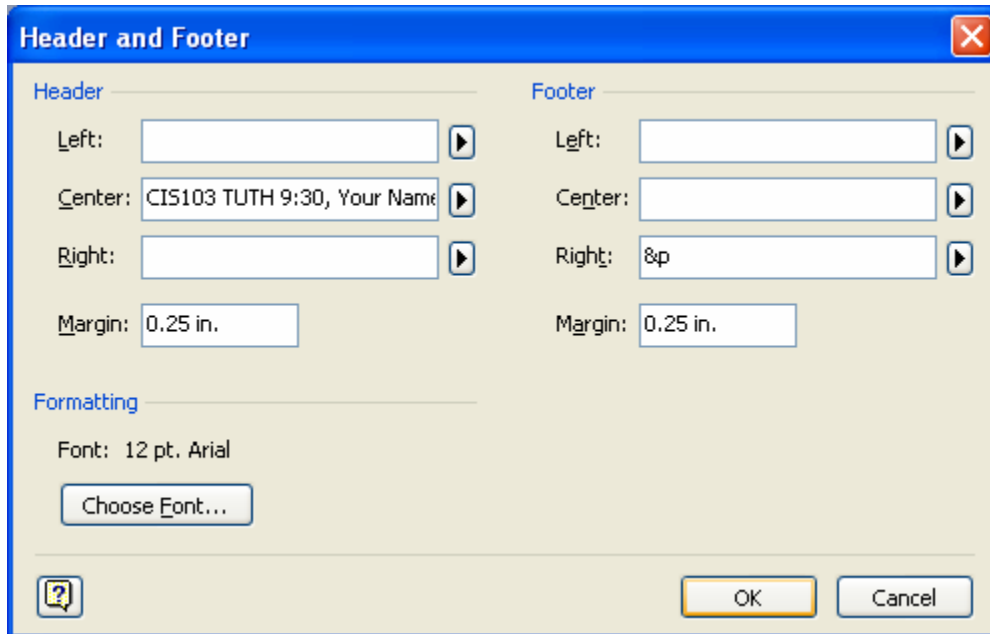 Header and Footer
Header
Left:
Center: CIS103 TUTH 9:30, Your Name
Right:
Margin: 0.25 in.
Footer
Left:
Center:
Right: &p
Margin: 0.25 in.
Formatting
Font: 12 pt. Arial
Choose Font...
?
OK
Cancel